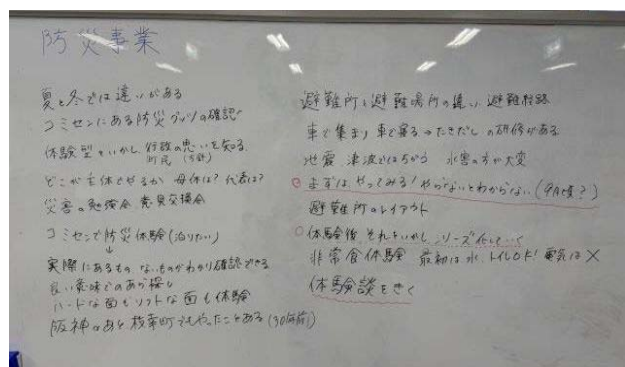 防災事業
夏と冬では違いがある
コミセンにある防災グッツの確認
体験型をいかし 行政の思いを知る
町民 (方針)
どこが主体でやるか 母体は? 代表は?
災害の勉強会 意見交換会
コミセンで防災体験(泊りたい)
↓
実際にあるもの ないものがわかり確認できる
良い意味でのあら探し
ハードな面もソフトな面も体験
阪神のあと 枝幸町でもやったことある(30年前)
避難所と避難場所の違い 避難経路
車で集まり 車で寝る→たきだし の研修がある
地震 津波ではちがう 水害の方が大変
まずは、やってみる!やらないとわからない(9月頃?)
避難所のレイアウト
○体験後、それをいかし シリーズ化していく
非常食体験 最初は水、トイレOK! 電気は×
体験談をきく